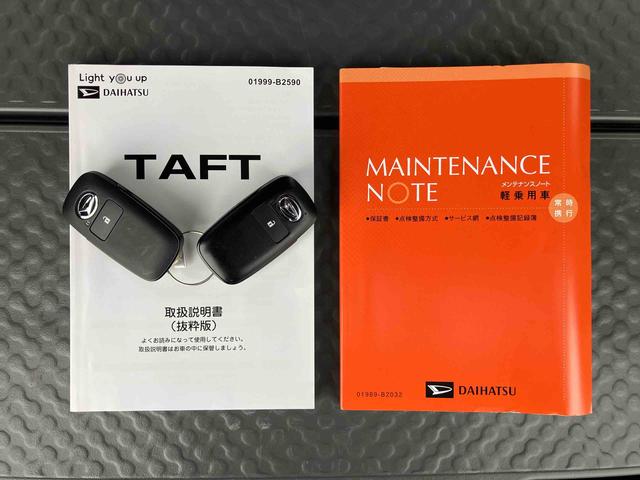 Light you up
DAIHATSU
01999-B2590
TAFT
取扱説明書
(抜粋版)
よくお読みになって使用してください。
取扱説明書はお車の中に保管しましょう。
MAINTENANCE
NOTE
メンテナンスノート
軽乗用車
常時
携行
●保証書 ●点検整備方式 ●サービス網 ●点検整備記録簿
01989-B2032
DAIHATSU